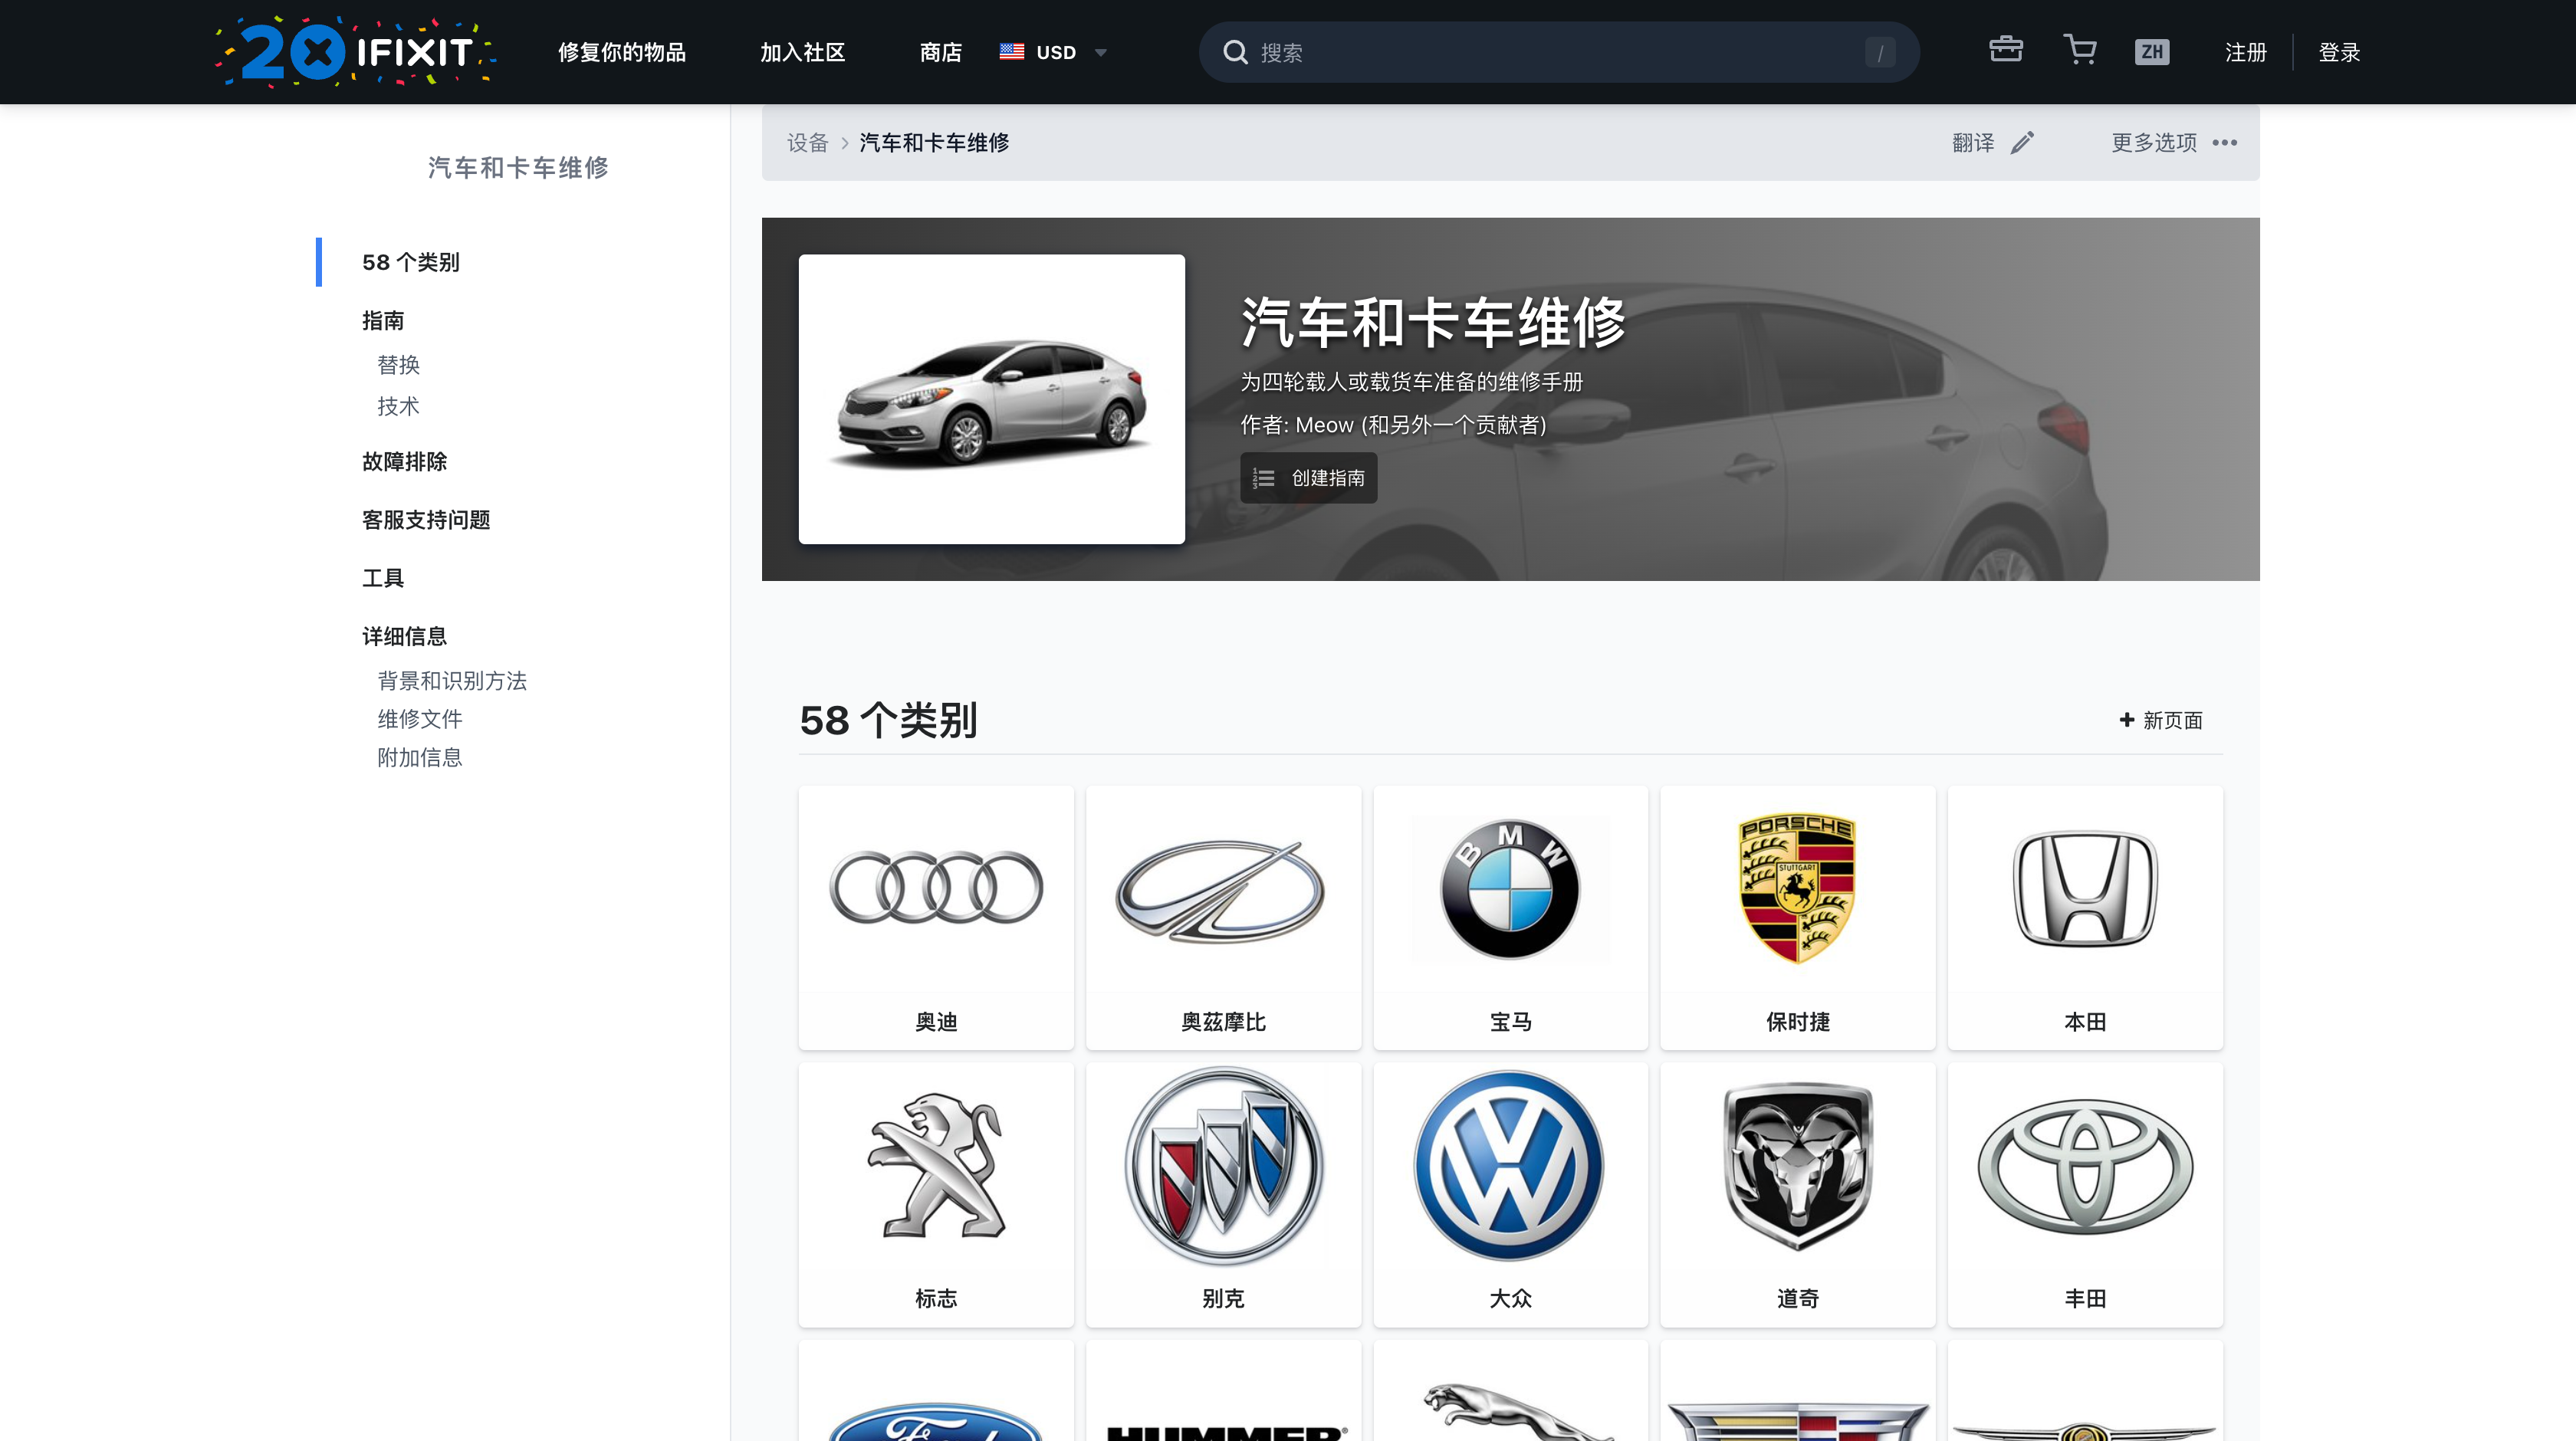 20 IFIXIT
修复你的物品
加入社区
商店
USD
搜索
/
ZH
注册
登录
汽车和卡车维修
58 个类别
指南
替换
技术
故障排除
客服支持问题
工具
详细信息
背景和识别方法
维修文件
附加信息
设备 > 汽车和卡车维修
翻译
更多选项 •••
汽车和卡车维修
为四轮载人或载货车准备的维修手册
作者: Meow (和另外一个贡献者)
创建指南
58 个类别
+ 新页面
BMW
PORSCHE
STUTTGART
奥迪
奥茲摩比
宝马
保时捷
本田
标志
别克
大众
道奇
丰田
Ford
HUMMER®